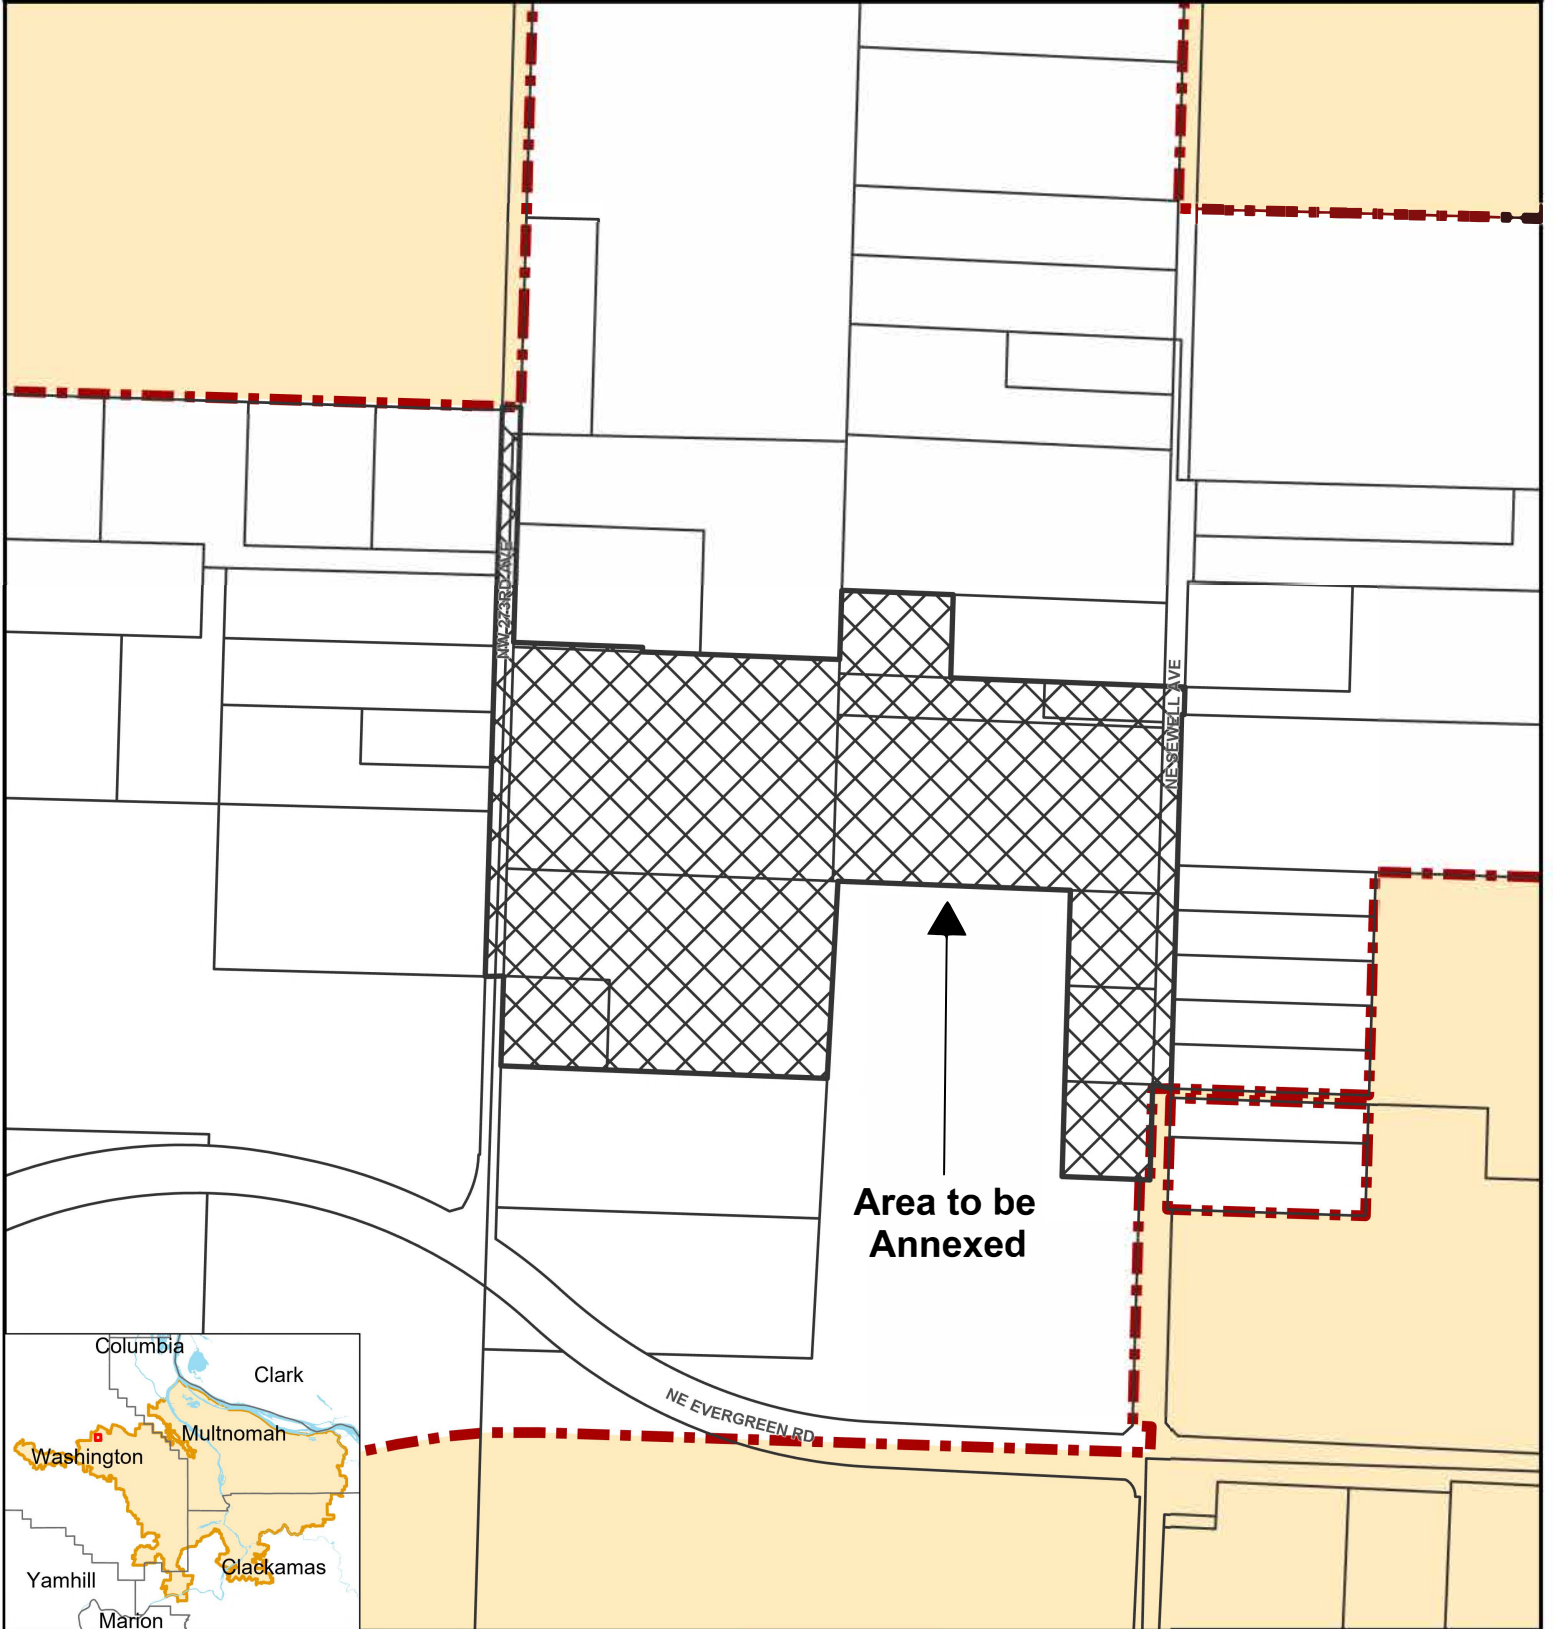 NW 273RD AVE
NE SEWELL AVE
Area to be
Annexed
NE EVERGREEN RD
Columbia
Clark
Multnomah
Washington
Clackamas
Yamhill
Marion